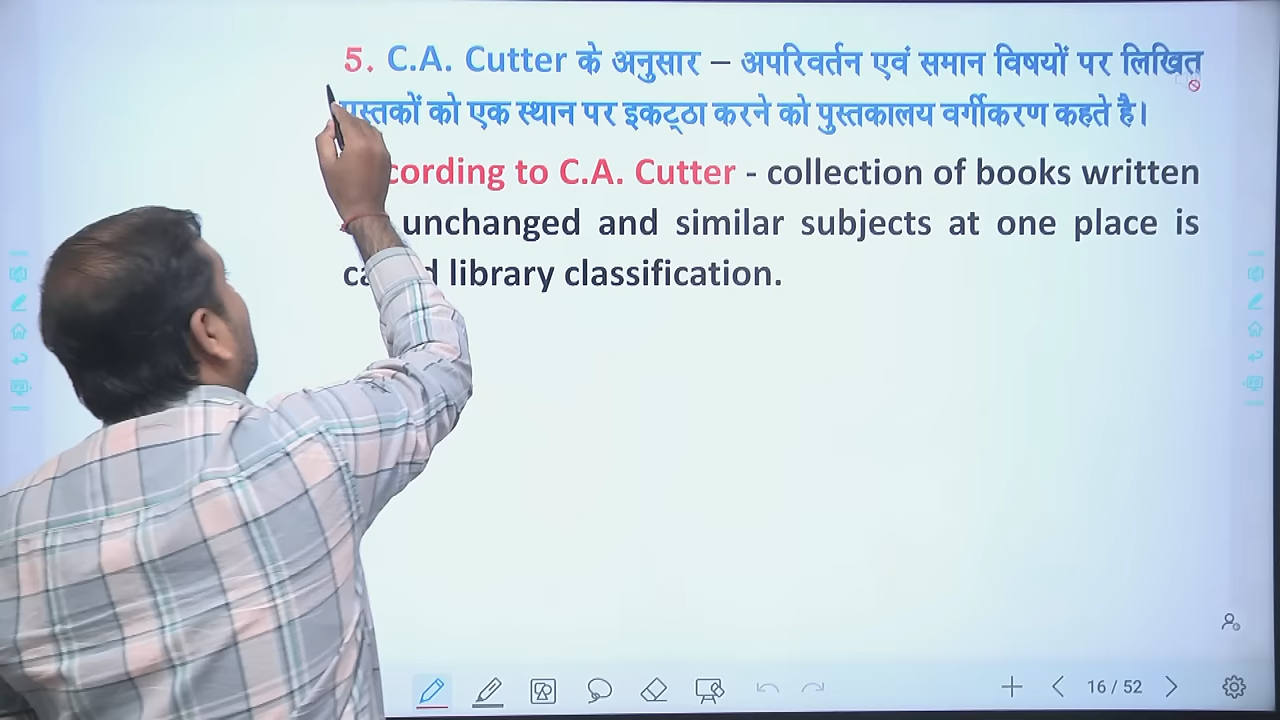 5. C.A. Cutter के अनुसार – अपरिवर्तन एवं समान विषयों पर लिखित
को एक स्थान पर इकट्ठा करने को पुस्तकालय वर्गीकरण कहते है।
to C.A. Cutter - collection of books written
unchanged and similar subjects at one place is
library classification.
16 / 52